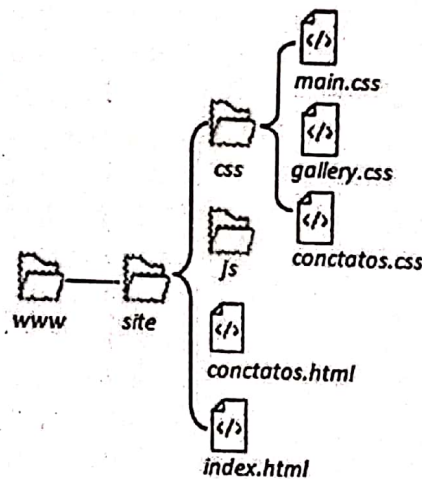 main.css
css
gallery.css
conctatos.css
js
www
site
conctatos.html
index.html